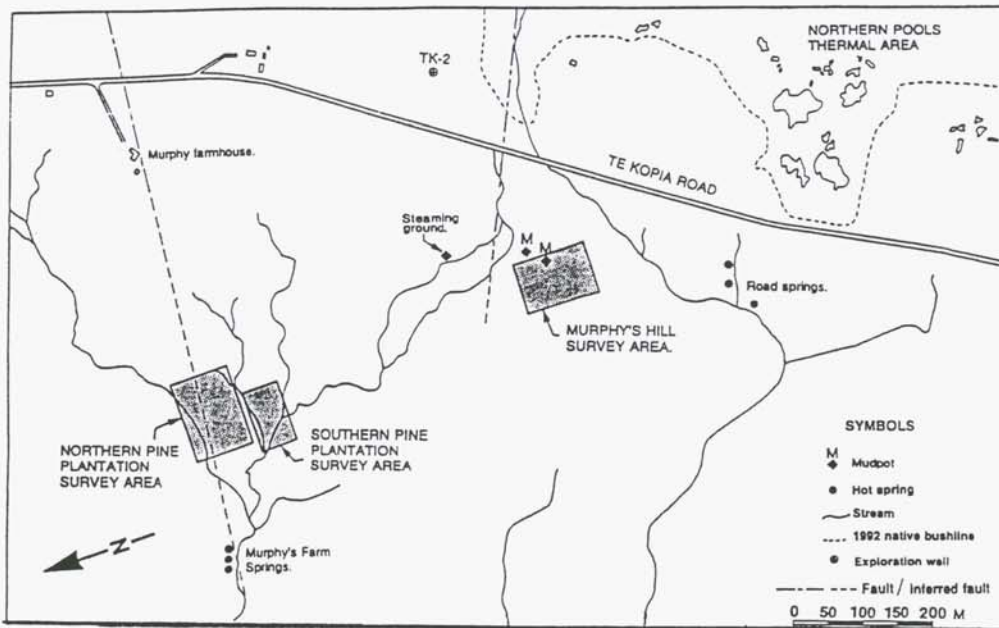 NORTHERN POOLS
THERMAL AREA
TK-2
Murphy farmhouse.
TE KOPIA ROAD
Steaming
ground.
M
M
Road springs.
MURPHY'S HILL
SURVEY AREA.
NORTHERN PINE
PLANTATION
SURVEY AREA
SOUTHERN PINE
PLANTATION
SURVEY AREA
N
Murphy's Farm
Springs.
SYMBOLS
M
Mudpot
Hot spring
Stream
1992 native bushline
Exploration well
Fault / Inferred fault
0 50 100 150 200 M